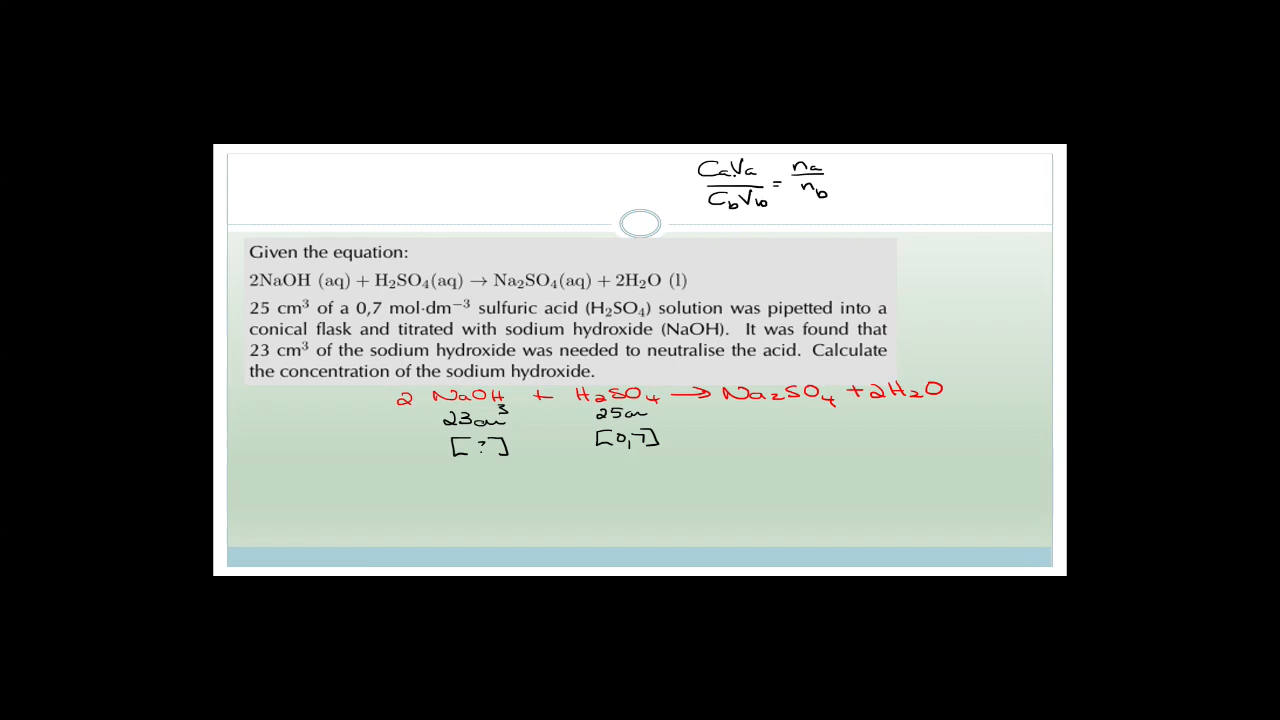 CₐVₐ / C_bV_b = nₐ / n_b
Given the equation:
2NaOH (aq) + H₂SO₄(aq) → Na₂SO₄(aq) + 2H₂O (l)
25 cm³ of a 0,7 mol·dm⁻³ sulfuric acid (H₂SO₄) solution was pipetted into a
conical flask and titrated with sodium hydroxide (NaOH). It was found that
23 cm³ of the sodium hydroxide was needed to neutralise the acid. Calculate
the concentration of the sodium hydroxide.
2 NaOH + H₂SO₄ → Na₂SO₄ + 2H₂O
23cm³ 25cm
[?] [0,7]